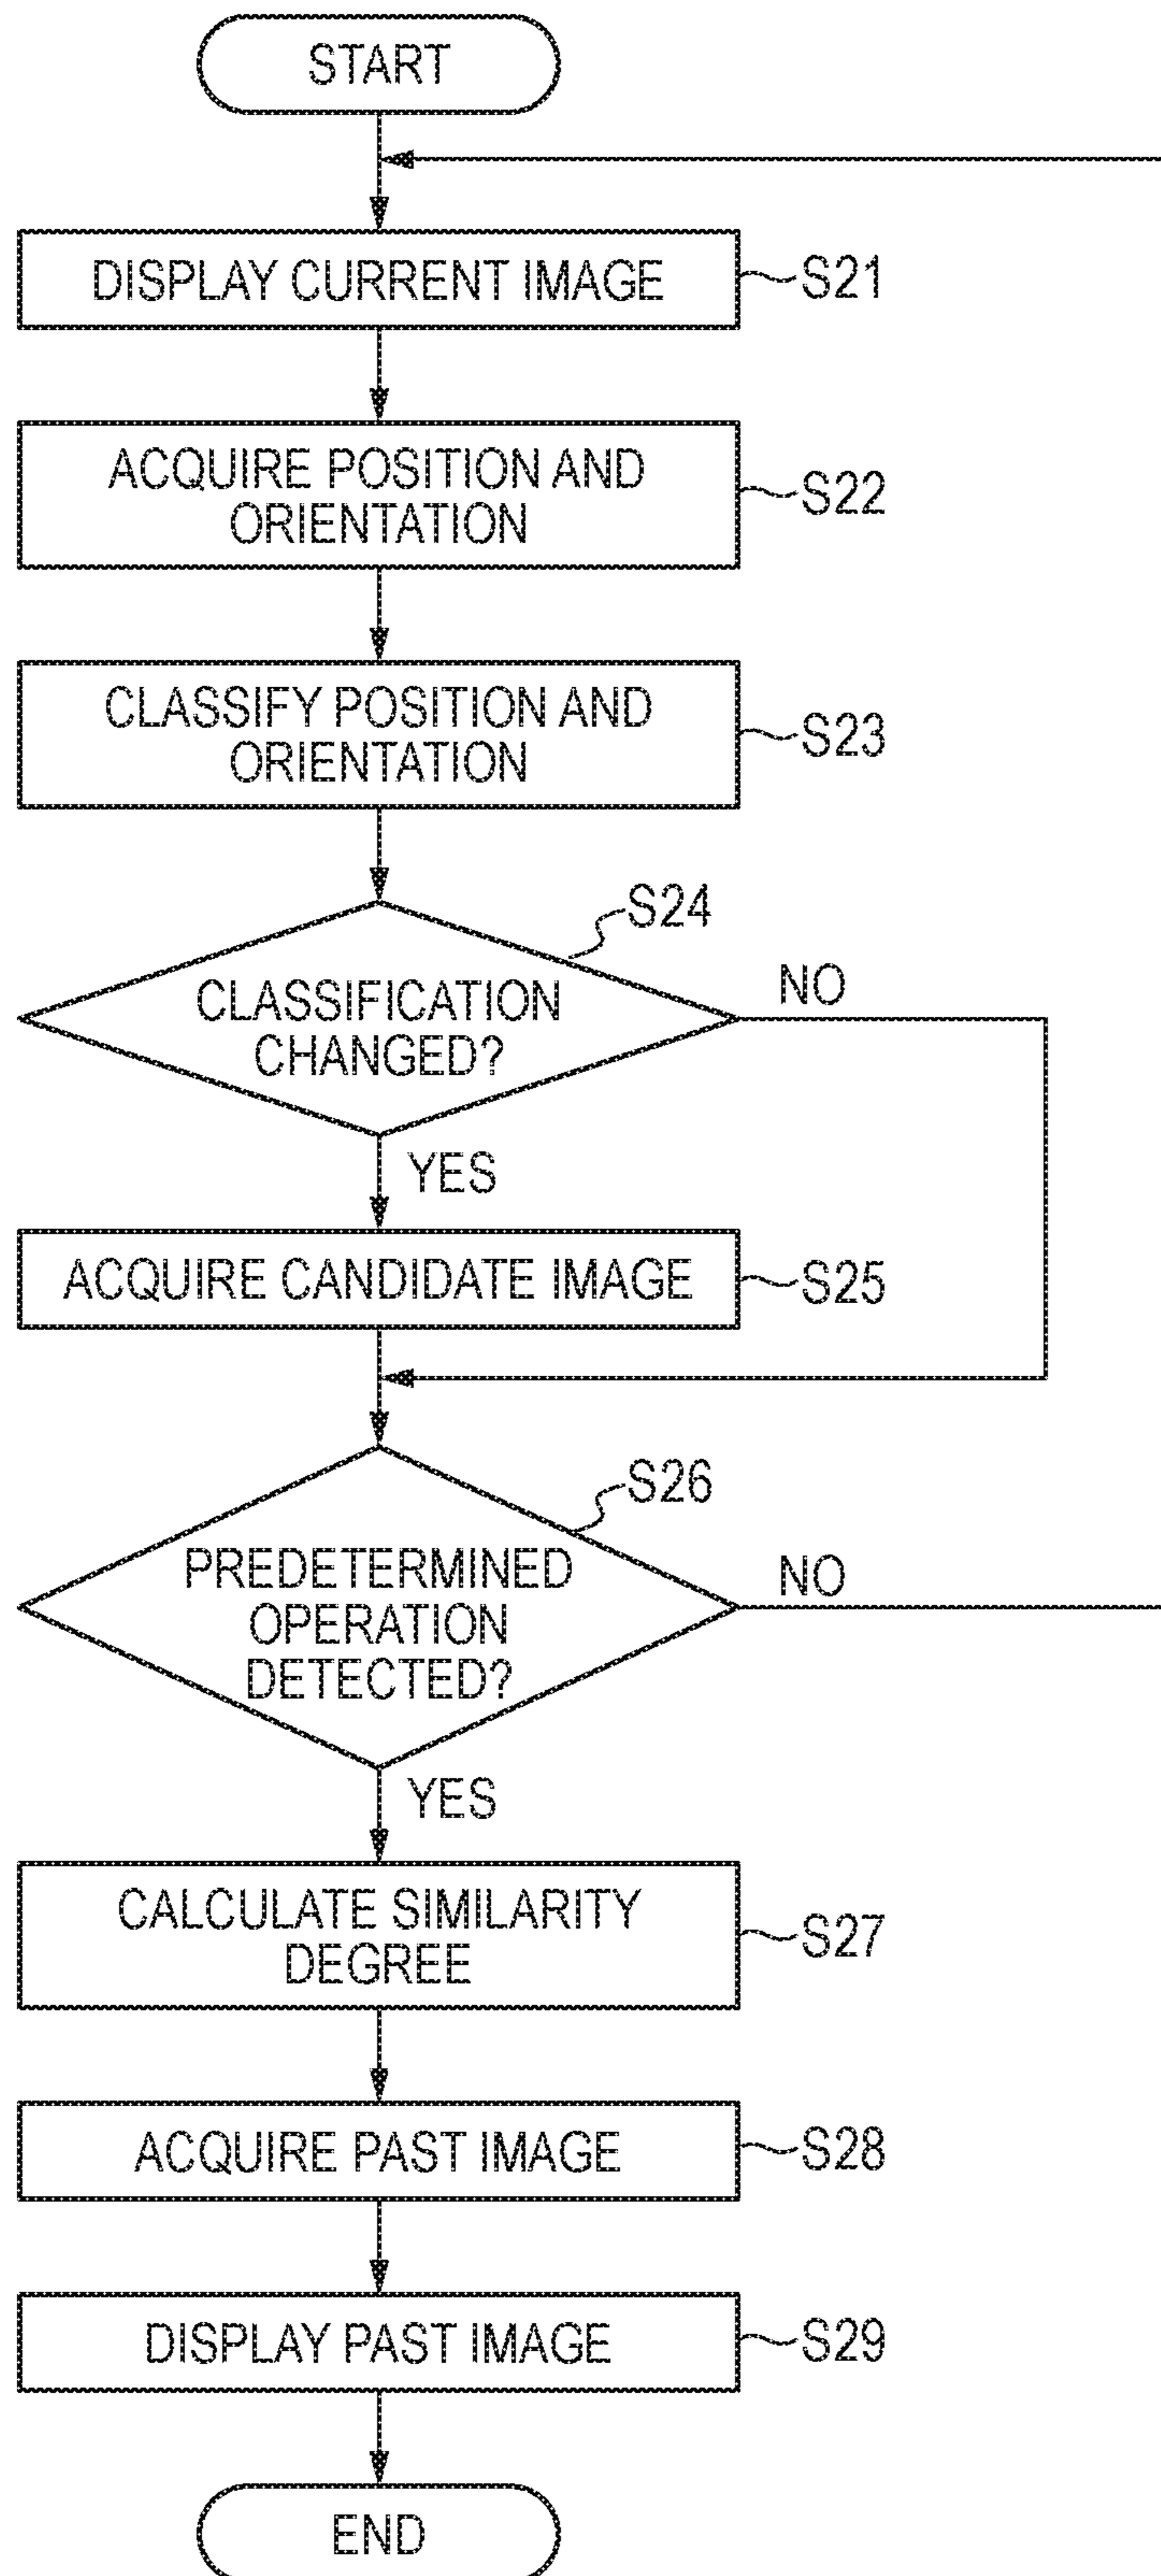 START
DISPLAY CURRENT IMAGE
S21
ACQUIRE POSITION AND
ORIENTATION
S22
CLASSIFY POSITION AND
ORIENTATION
S23
S24
CLASSIFICATION
CHANGED?
NO
YES
ACQUIRE CANDIDATE IMAGE
S25
S26
PREDETERMINED
OPERATION
DETECTED?
NO
YES
CALCULATE SIMILARITY
DEGREE
S27
ACQUIRE PAST IMAGE
S28
DISPLAY PAST IMAGE
S29
END